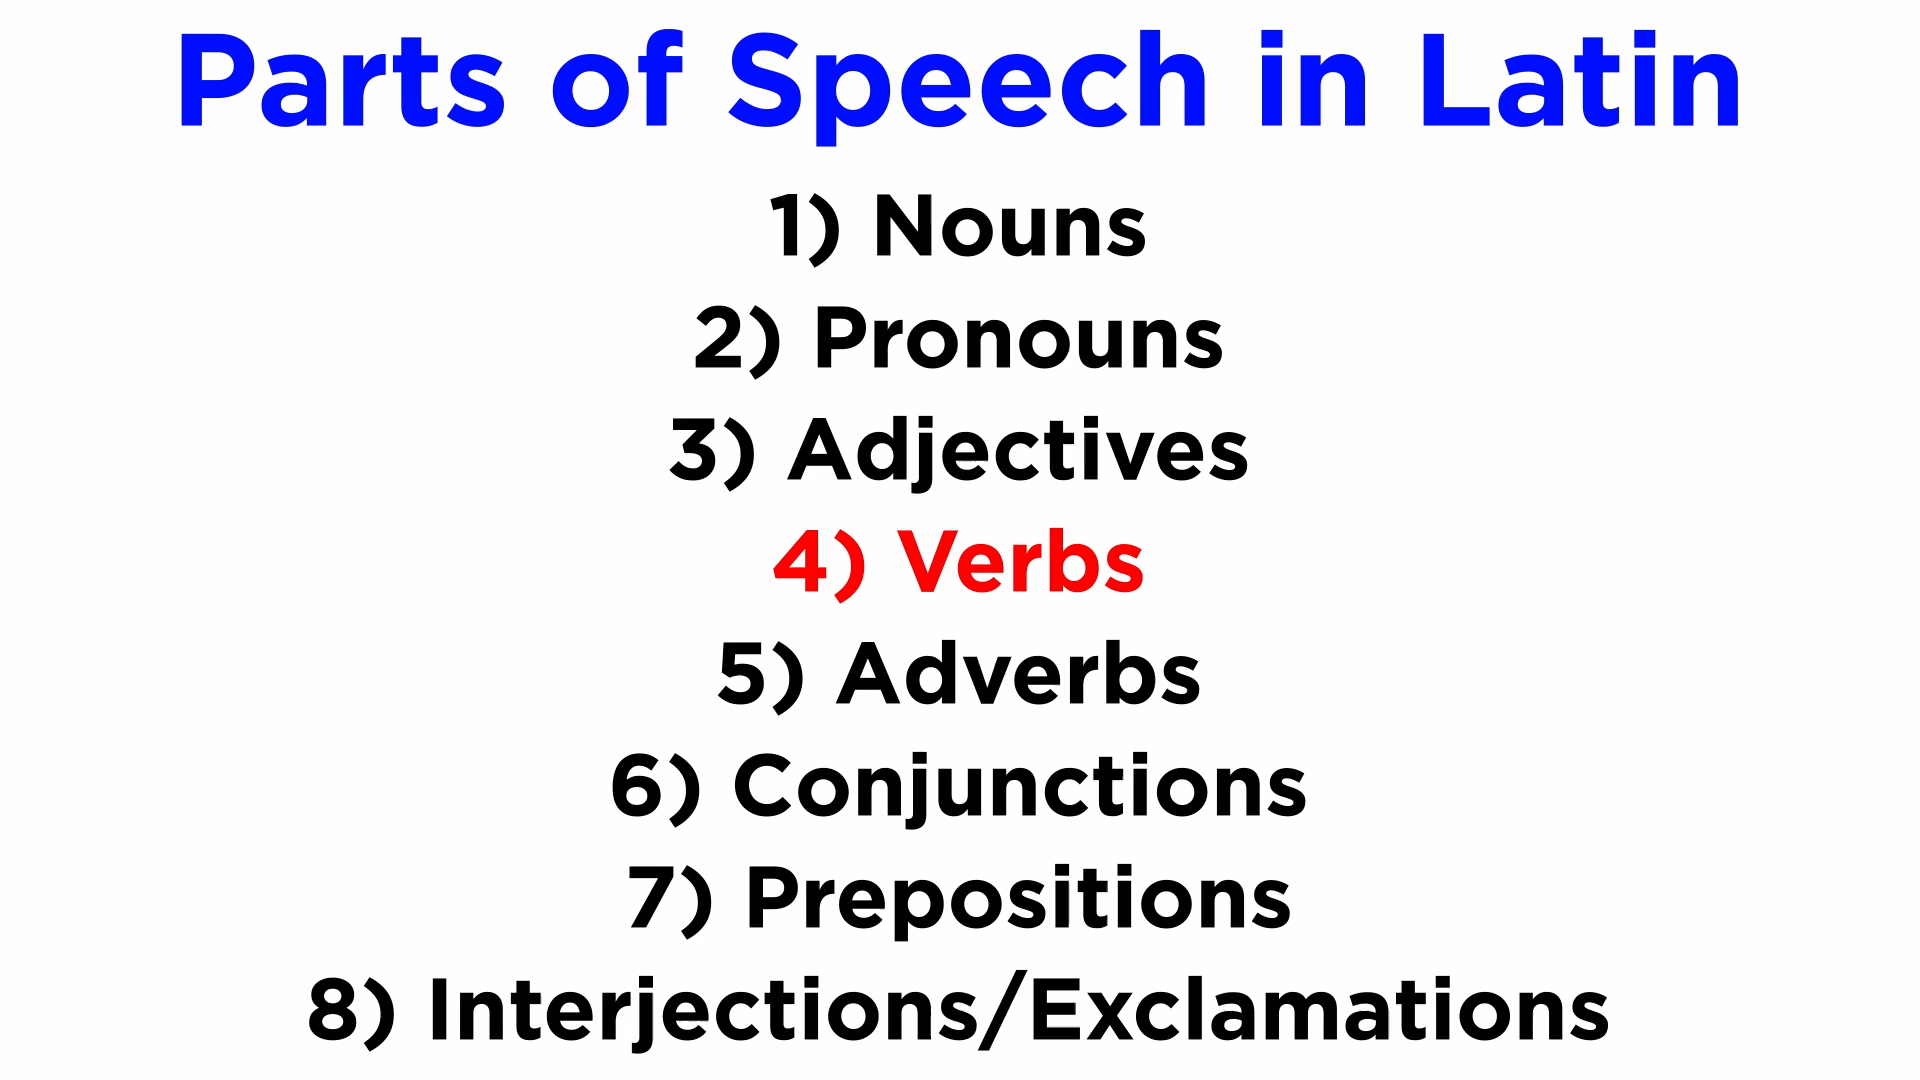 Parts of Speech in Latin
1) Nouns
2) Pronouns
3) Adjectives
4) Verbs
5) Adverbs
6) Conjunctions
7) Prepositions
8) Interjections/Exclamations